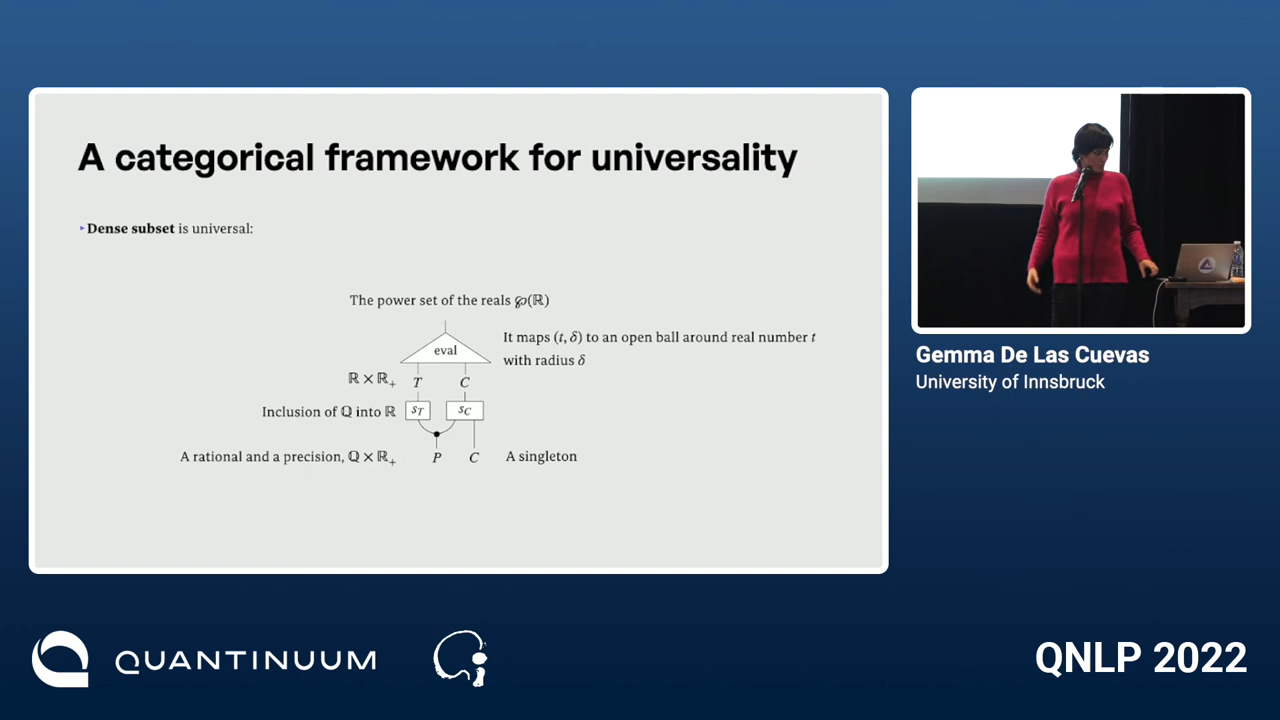 A categorical framework for universality
‣ Dense subset is universal:
The power set of the reals ℘(ℝ)
eval
It maps (t, δ) to an open ball around real number t
with radius δ
ℝ × ℝ₊ T C
Inclusion of ℚ into ℝ s_T s_C
A rational and a precision, ℚ × ℝ₊ P C A singleton
Gemma De Las Cuevas
University of Innsbruck
QUANTINUUM
QNLP 2022